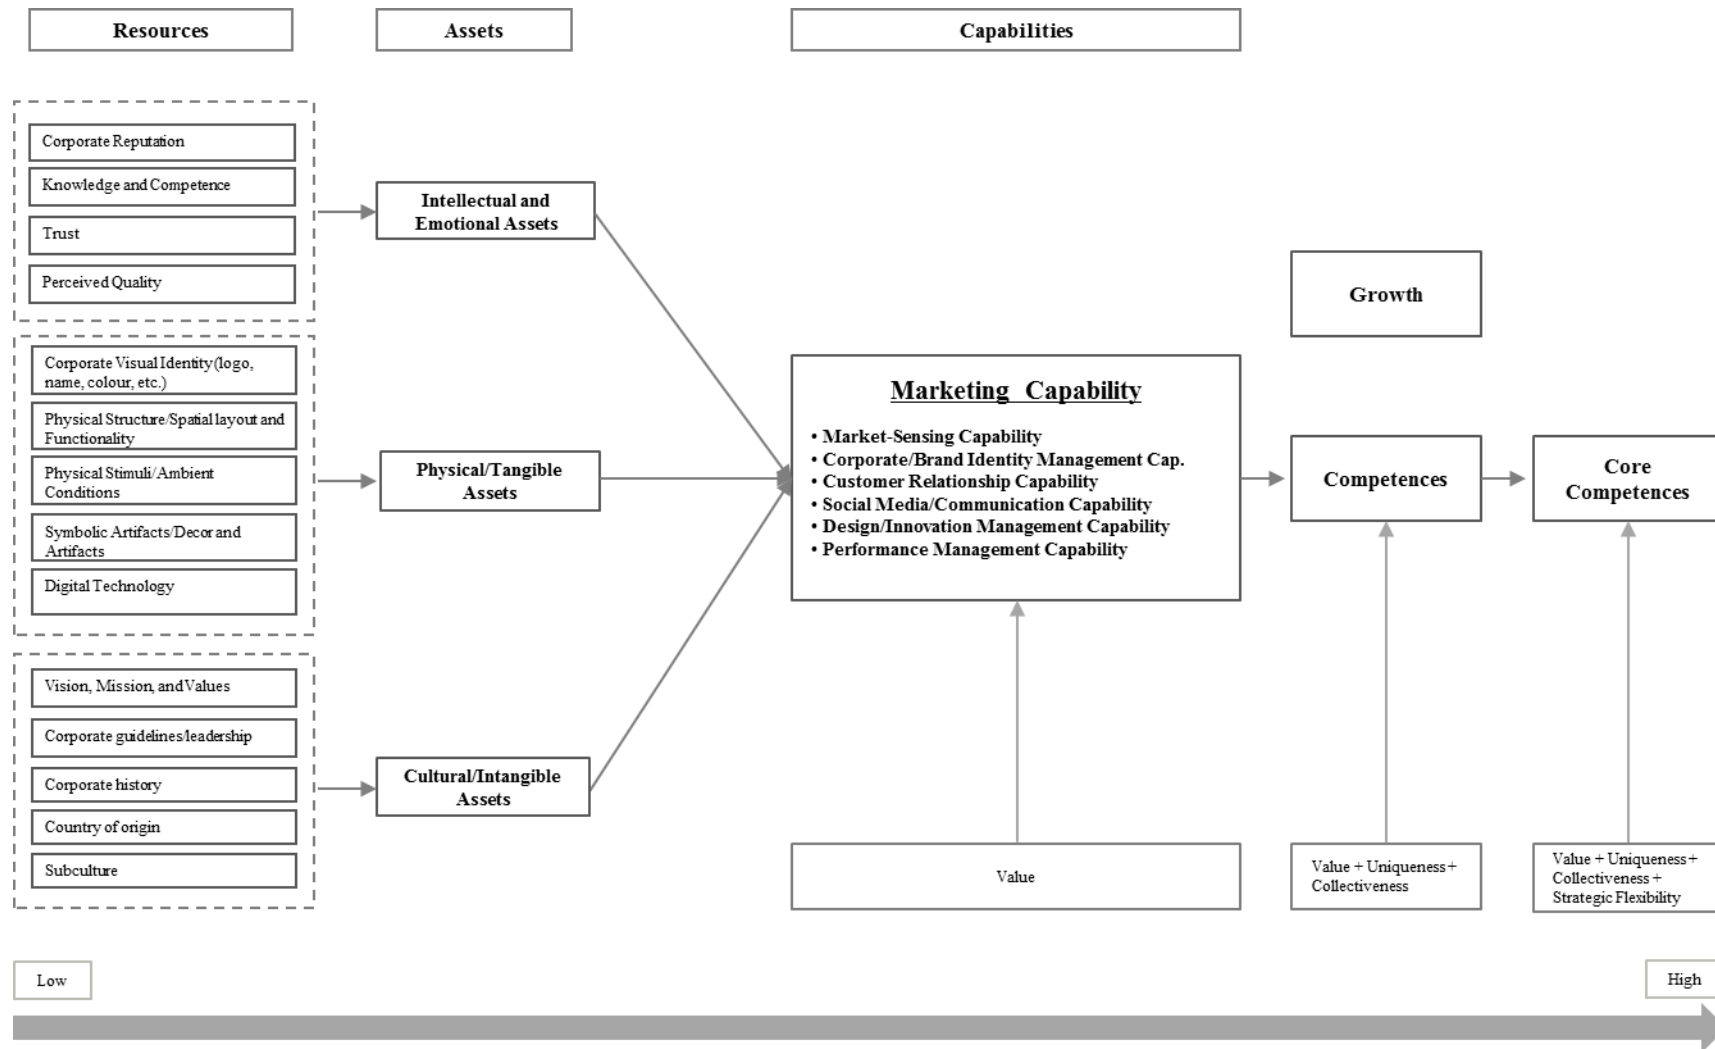 Resources
Assets
Capabilities
Corporate Reputation
Knowledge and Competence
Trust
Perceived Quality
Intellectual and
Emotional Assets
Growth
Corporate Visual Identity (logo,
name, colour, etc.)
Physical Structure/Spatial layout and
Functionality
Physical Stimuli/Ambient
Conditions
Symbolic Artifacts/Decor and
Artifacts
Digital Technology
Physical/Tangible
Assets
Marketing Capability
• Market-Sensing Capability
• Corporate/Brand Identity Management Cap.
• Customer Relationship Capability
• Social Media/Communication Capability
• Design/Innovation Management Capability
• Performance Management Capability
Competences
Core
Competences
Vision, Mission, and Values
Corporate guidelines/leadership
Corporate history
Country of origin
Subculture
Cultural/Intangible
Assets
Value
Value + Uniqueness +
Collectiveness
Value + Uniqueness +
Collectiveness +
Strategic Flexibility
Low
High